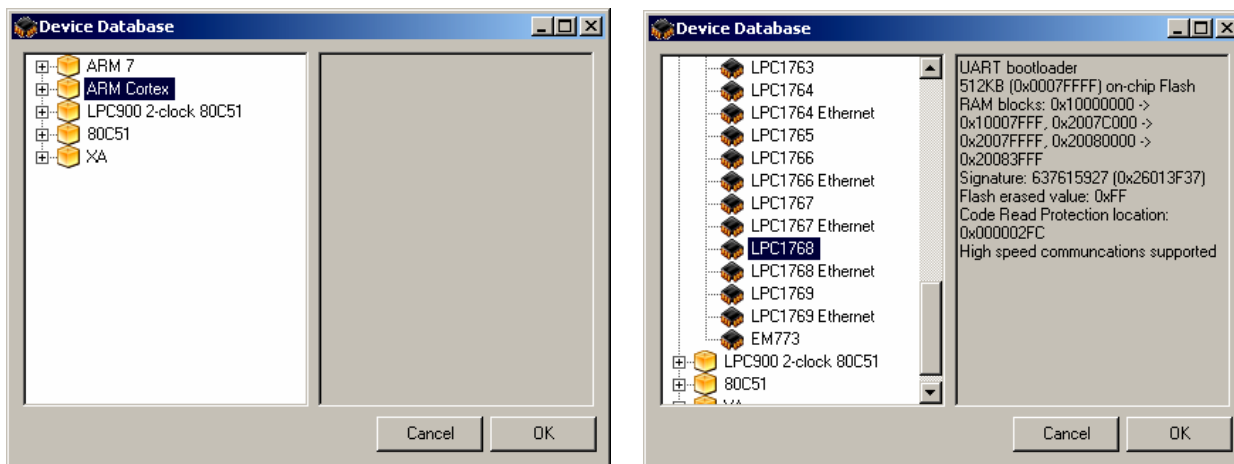 Device Database
ARM 7
ARM Cortex
LPC900 2-clock 80C51
80C51
XA
Cancel
OK
Device Database
LPC1763
LPC1764
LPC1764 Ethernet
LPC1765
LPC1766
LPC1766 Ethernet
LPC1767
LPC1767 Ethernet
LPC1768
LPC1768 Ethernet
LPC1769
LPC1769 Ethernet
EM773
LPC900 2-clock 80C51
80C51
XA
UART bootloader
512KB (0x0007FFFF) on-chip Flash
RAM blocks: 0x10000000 ->
0x10007FFF, 0x2007C000 ->
0x2007FFFF, 0x20080000 ->
0x20083FFF
Signature: 637615927 (0x26013F37)
Flash erased value: 0xFF
Code Read Protection location:
0x000002FC
High speed communcations supported
Cancel
OK